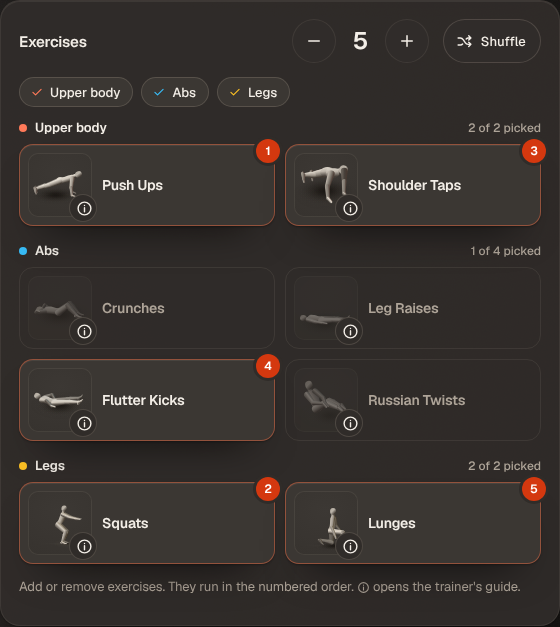 Exercises
5
Shuffle
Upper body
Abs
Legs
Upper body
2 of 2 picked
1
Push Ups
3
Shoulder Taps
Abs
1 of 4 picked
Crunches
Leg Raises
4
Flutter Kicks
Russian Twists
Legs
2 of 2 picked
2
Squats
5
Lunges
Add or remove exercises. They run in the numbered order. ⓘ opens the trainer's guide.